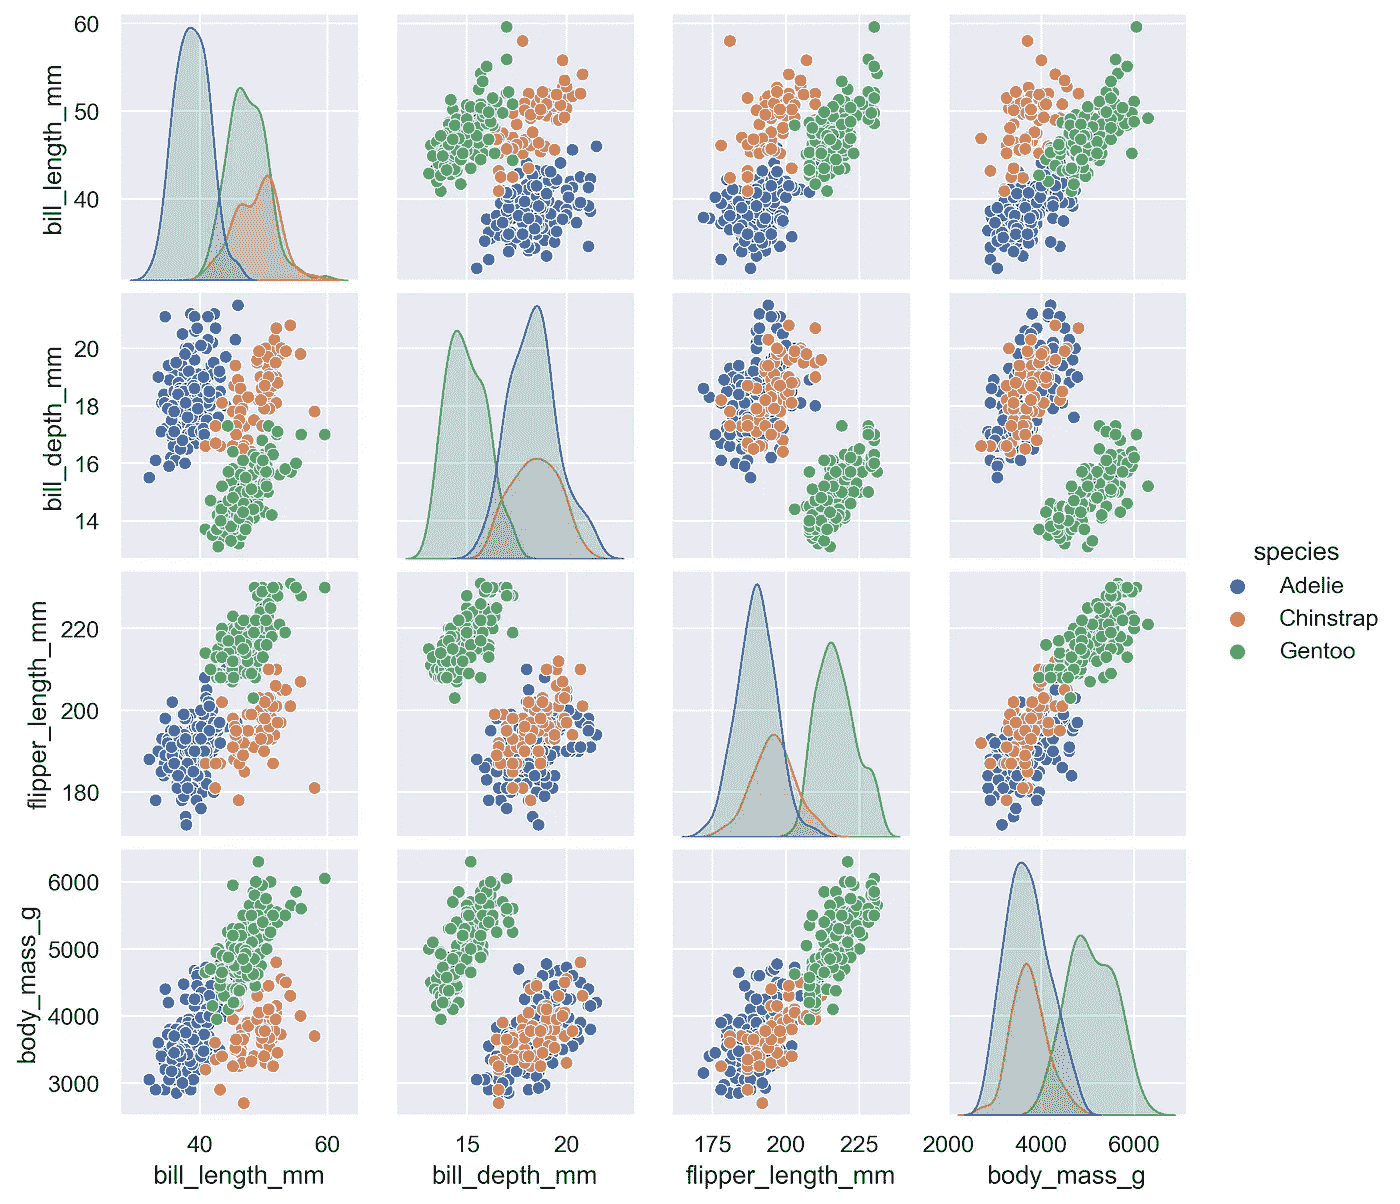 60
50
40
bill_length_mm
20
18
16
14
bill_depth_mm
220
200
180
flipper_length_mm
6000
5000
4000
3000
body_mass_g
40 60
15 20
175 200 225
2000 4000 6000
bill_length_mm
bill_depth_mm
flipper_length_mm
body_mass_g
species
Adelie
Chinstrap
Gentoo